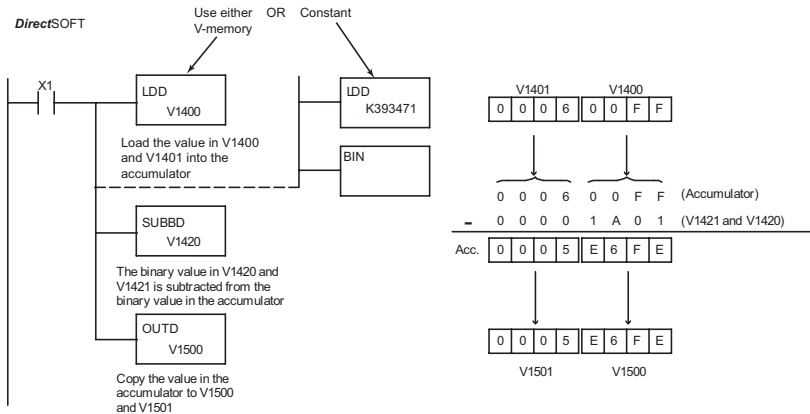 DirectSOFT
Use either OR Constant
V-memory
X1
LDD
V1400
Load the value in V1400
and V1401 into the
accumulator
LDD
K393471
BIN
SUBBD
V1420
The binary value in V1420 and
V1421 is subtracted from the
binary value in the accumulator
OUTD
V1500
Copy the value in the
accumulator to V1500
and V1501
V1401 V1400
0 0 0 6 0 0 F F
0 0 0 6 0 0 F F (Accumulator)
- 0 0 0 0 1 A 0 1 (V1421 and V1420)
Acc. 0 0 0 5 E 6 F E
0 0 0 5 E 6 F E
V1501 V1500